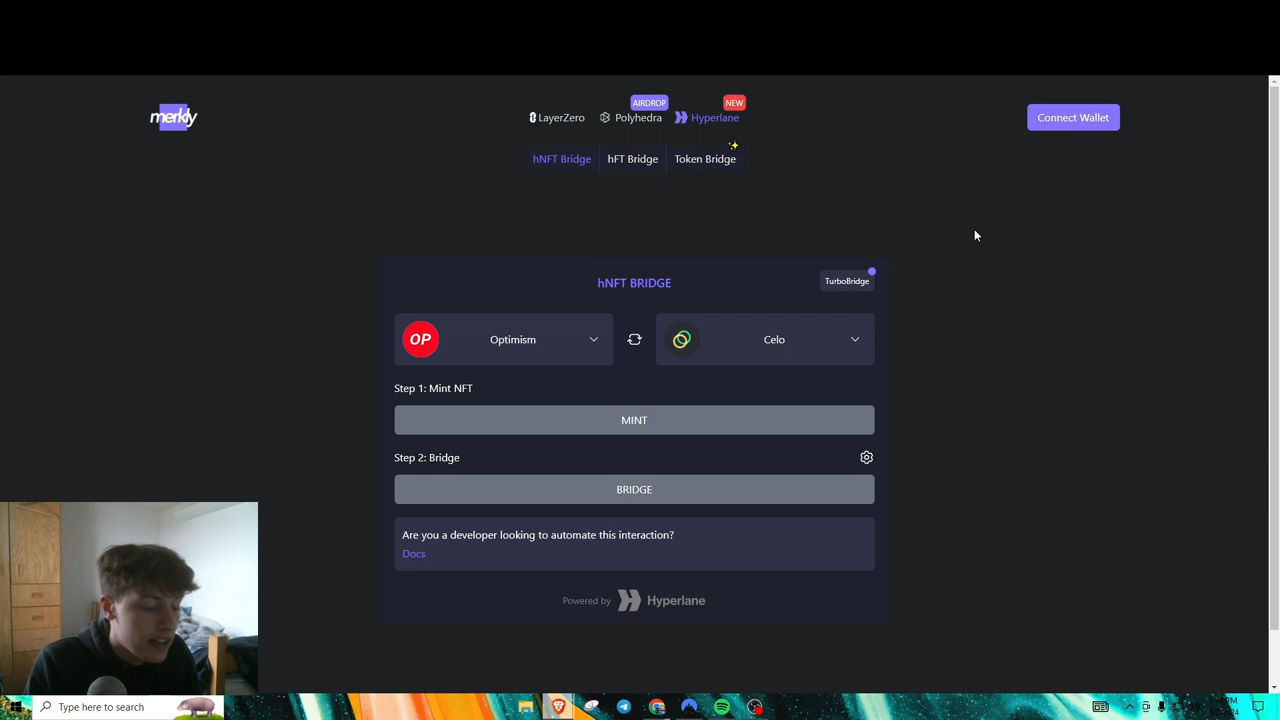 AIRDROP
NEW
merkly
LayerZero
Polyhedra
Hyperlane
Connect Wallet
hNFT Bridge
hFT Bridge
Token Bridge
hNFT BRIDGE
TurboBridge
OP
Optimism
Celo
Step 1: Mint NFT
MINT
Step 2: Bridge
BRIDGE
Are you a developer looking to automate this interaction?
Docs
Powered by
Hyperlane
Type here to search